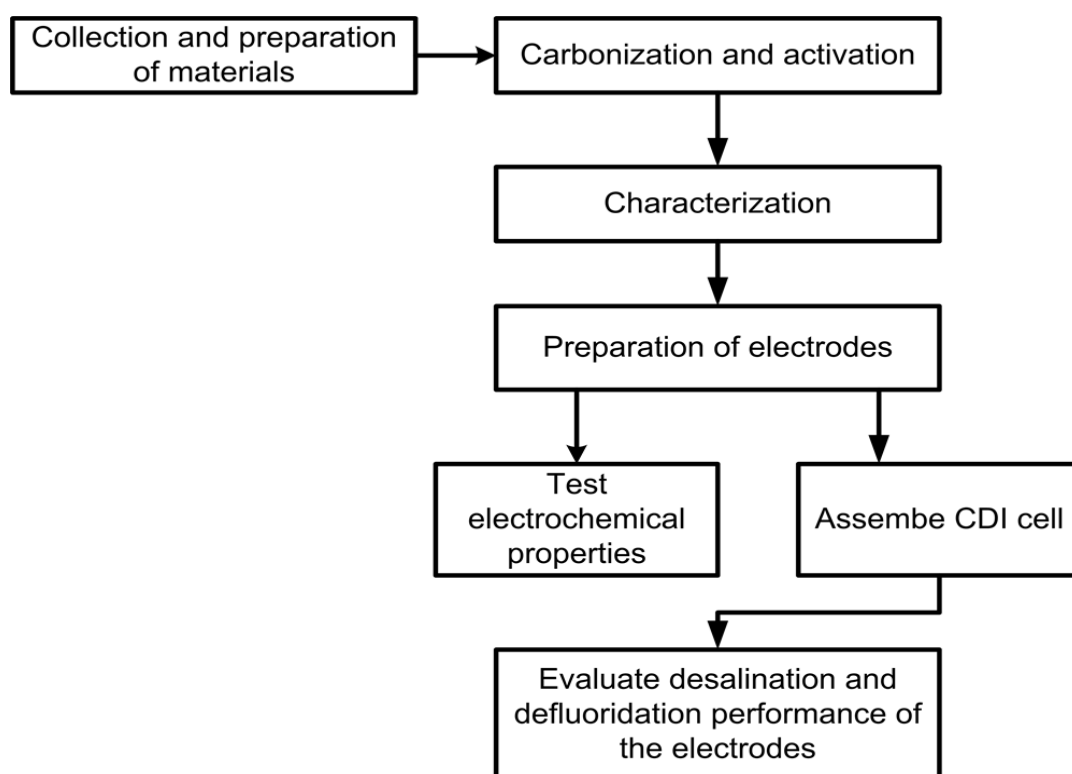 Collection and preparation
of materials
Carbonization and activation
Characterization
Preparation of electrodes
Test
electrochemical
properties
Assembe CDI cell
Evaluate desalination and
defluoridation performance of
the electrodes